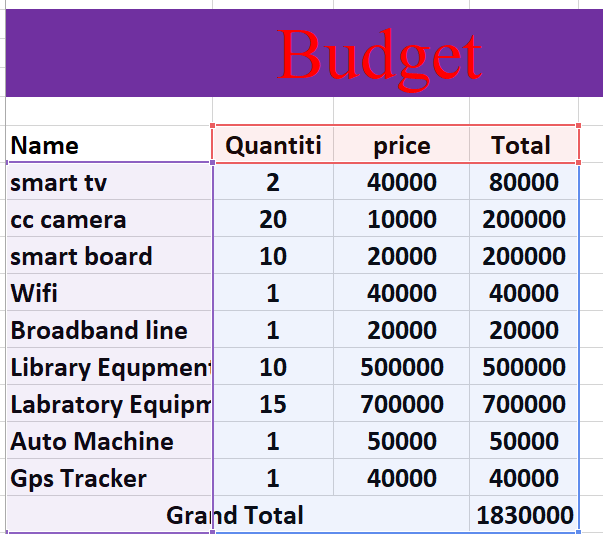 Budget
Name Quantiti price Total
smart tv 2 40000 80000
cc camera 20 10000 200000
smart board 10 20000 200000
Wifi 1 40000 40000
Broadband line 1 20000 20000
Library Equpment 10 500000 500000
Labratory Equipm 15 700000 700000
Auto Machine 1 50000 50000
Gps Tracker 1 40000 40000
Grand Total 1830000